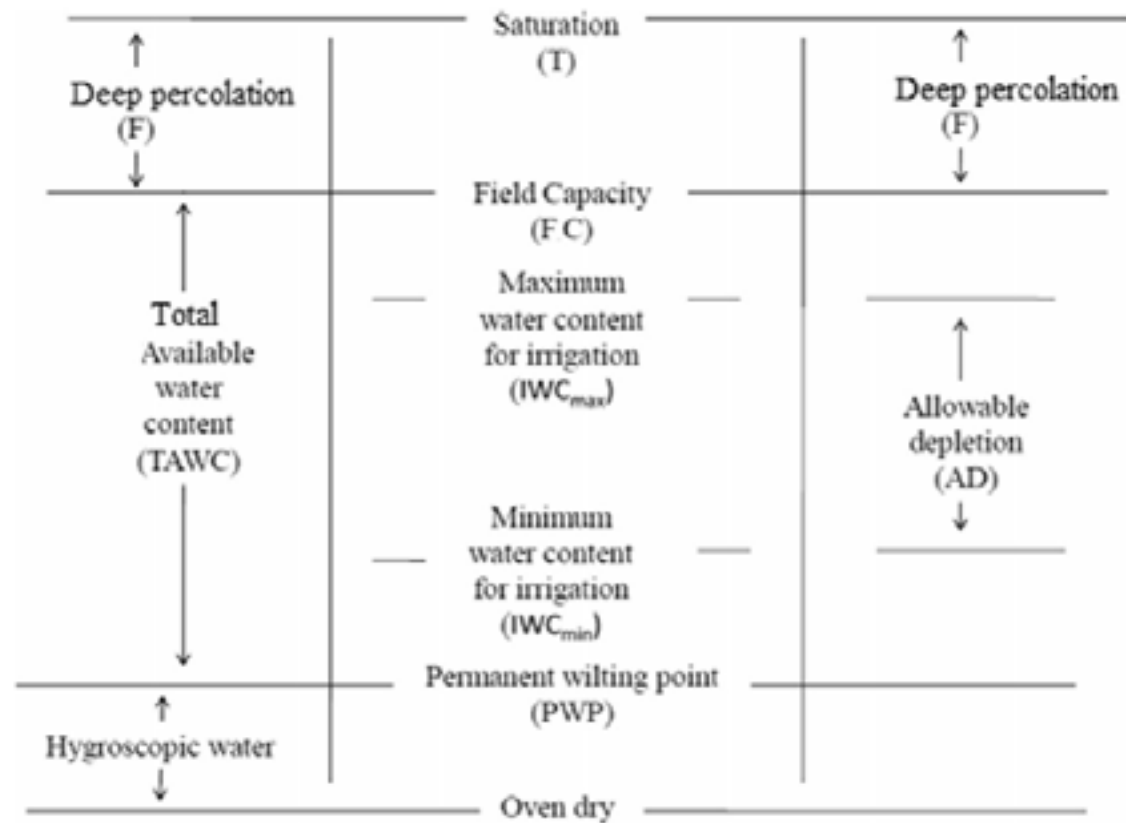 Saturation
(T)
Deep percolation
(F)
Deep percolation
(F)
Field Capacity
(F.C)
Maximum
water content
for irrigation
(IWCmax)
Total
Available
water
content
(TAWC)
Allowable
depletion
(AD)
Minimum
water content
for irrigation
(IWCmin)
Permanent wilting point
(PWP)
Hygroscopic water
Oven dry